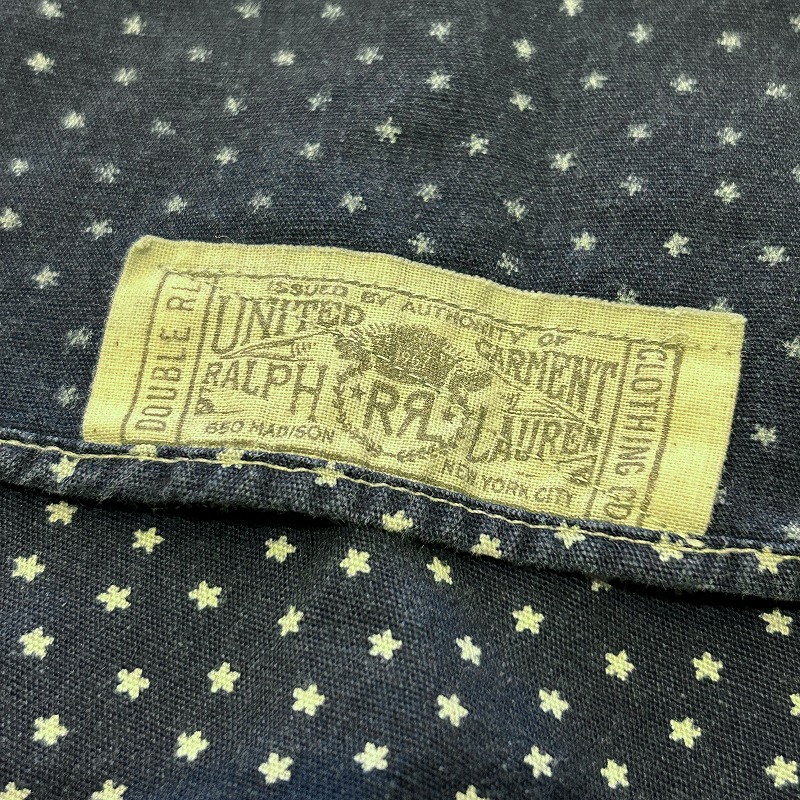 ISSUED BY AUTHORITY OF
UNITED GARMENT
RALPH RRL LAUREN
650 MADISON NEW YORK CITY
DOUBLE RL
CLOTHING CO